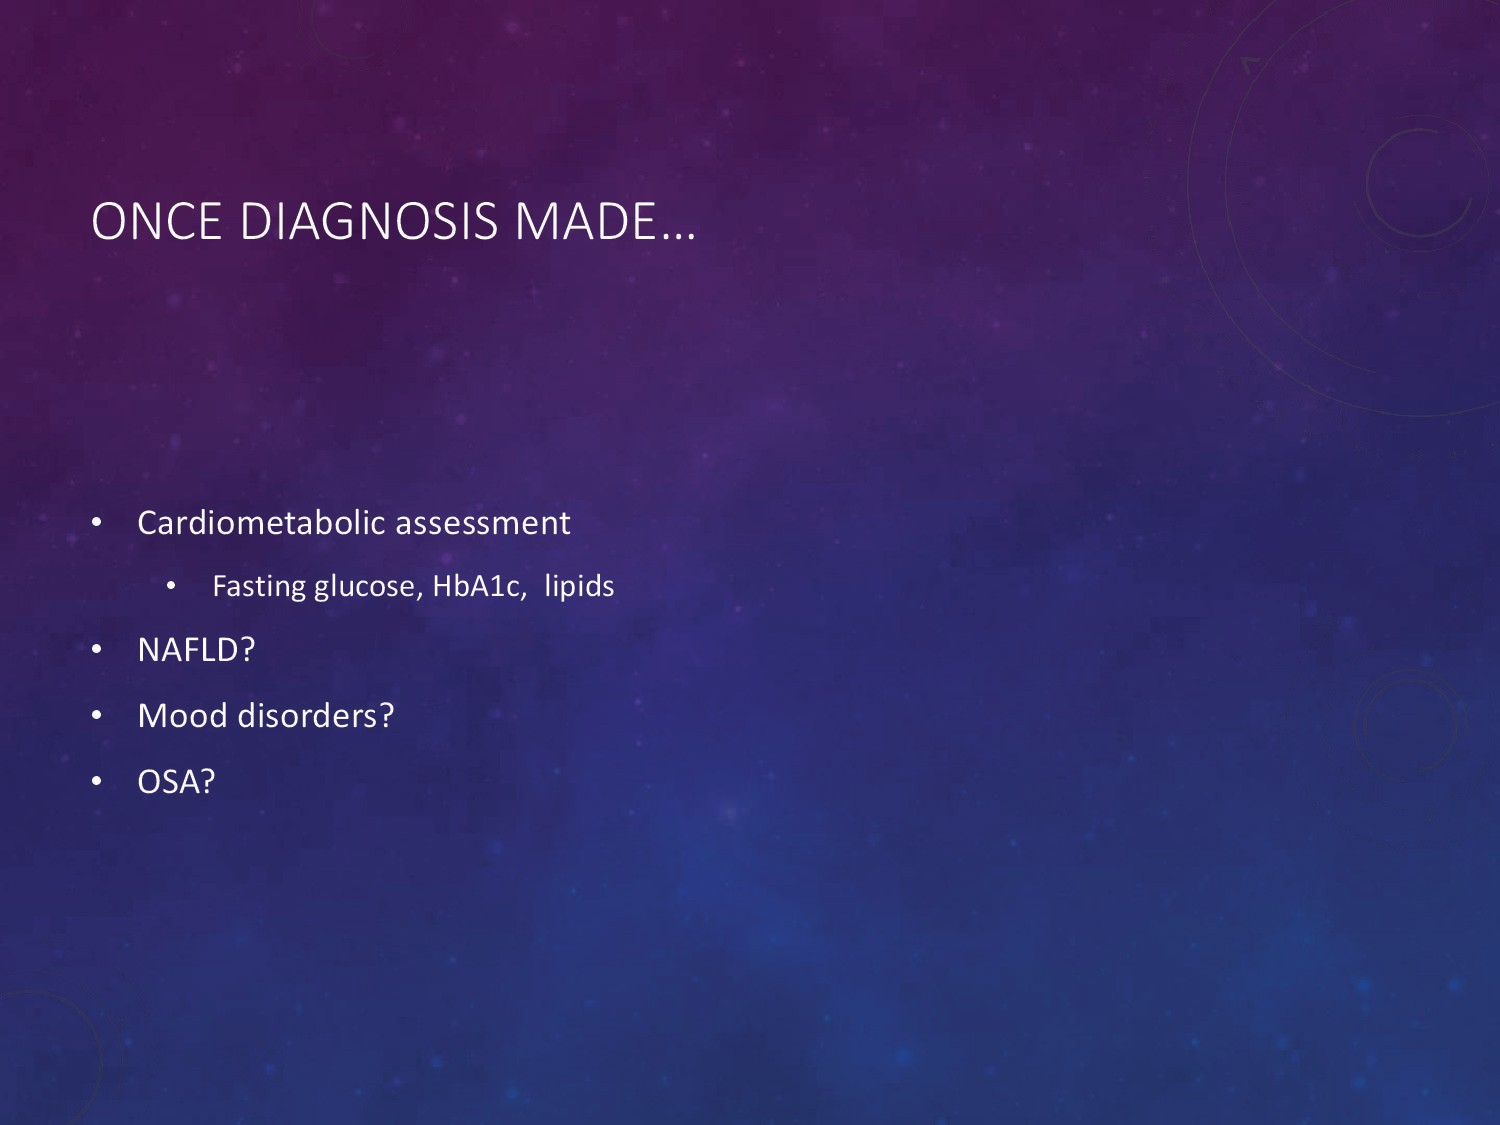 ONCE DIAGNOSIS MADE…
• Cardiometabolic assessment
• Fasting glucose, HbA1c,  lipids
• NAFLD?
• Mood disorders?
• OSA?